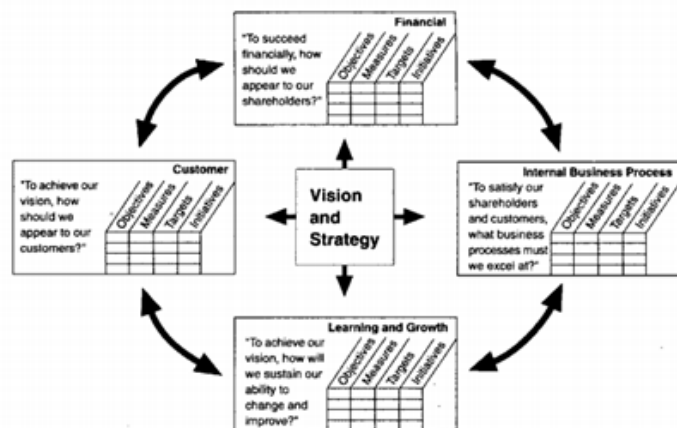 Financial
"To succeed
financially, how
should we
appear to our
shareholders?"
Objectives
Measures
Targets
Initiatives
Customer
"To achieve our
vision, how
should we
appear to our
customers?"
Objectives
Measures
Targets
Initiatives
Vision
and
Strategy
Internal Business Process
"To satisfy our
shareholders
and customers,
what business
processes must
we excel at?"
Objectives
Measures
Targets
Initiatives
Learning and Growth
"To achieve our
vision, how will
we sustain our
ability to
change and
improve?"
Objectives
Measures
Targets
Initiatives